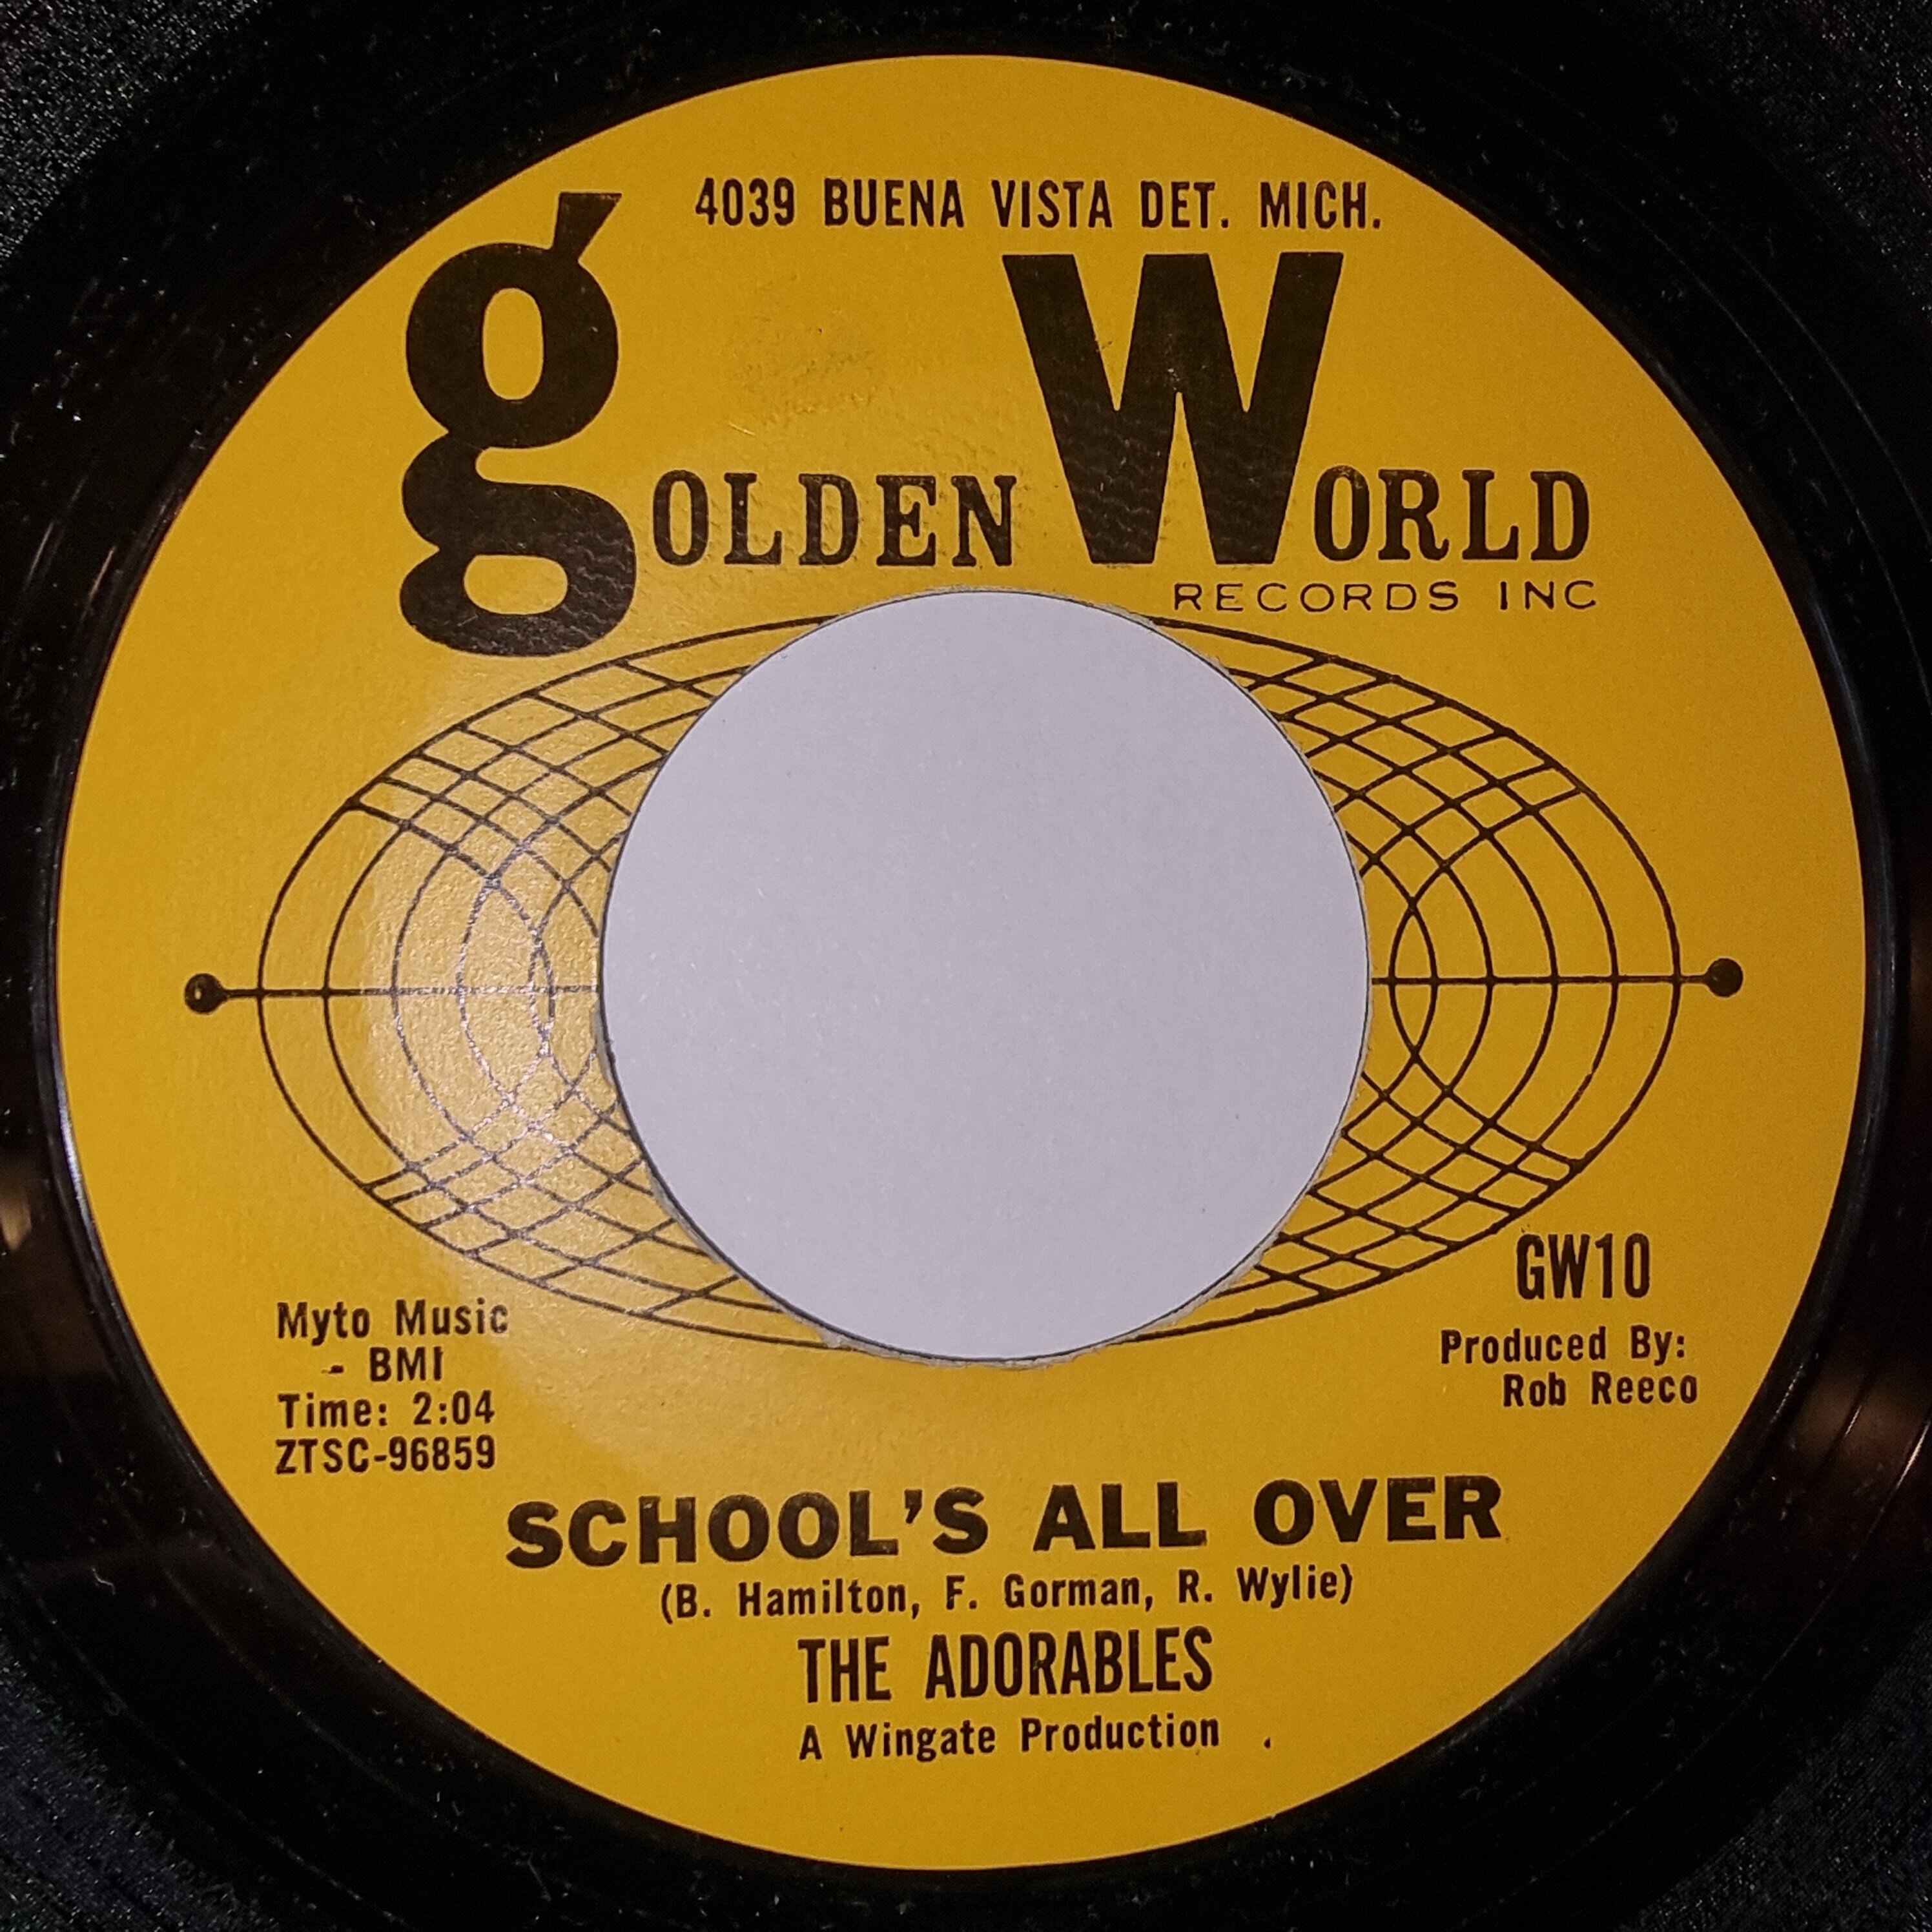 4039 BUENA VISTA DET. MICH.
gOLDEN WORLD
RECORDS INC
GW10
Produced By:
Rob Reeco
Myto Music
- BMI
Time: 2:04
ZTSC-96859
SCHOOL'S ALL OVER
(B. Hamilton, F. Gorman, R. Wylie)
THE ADORABLES
A Wingate Production